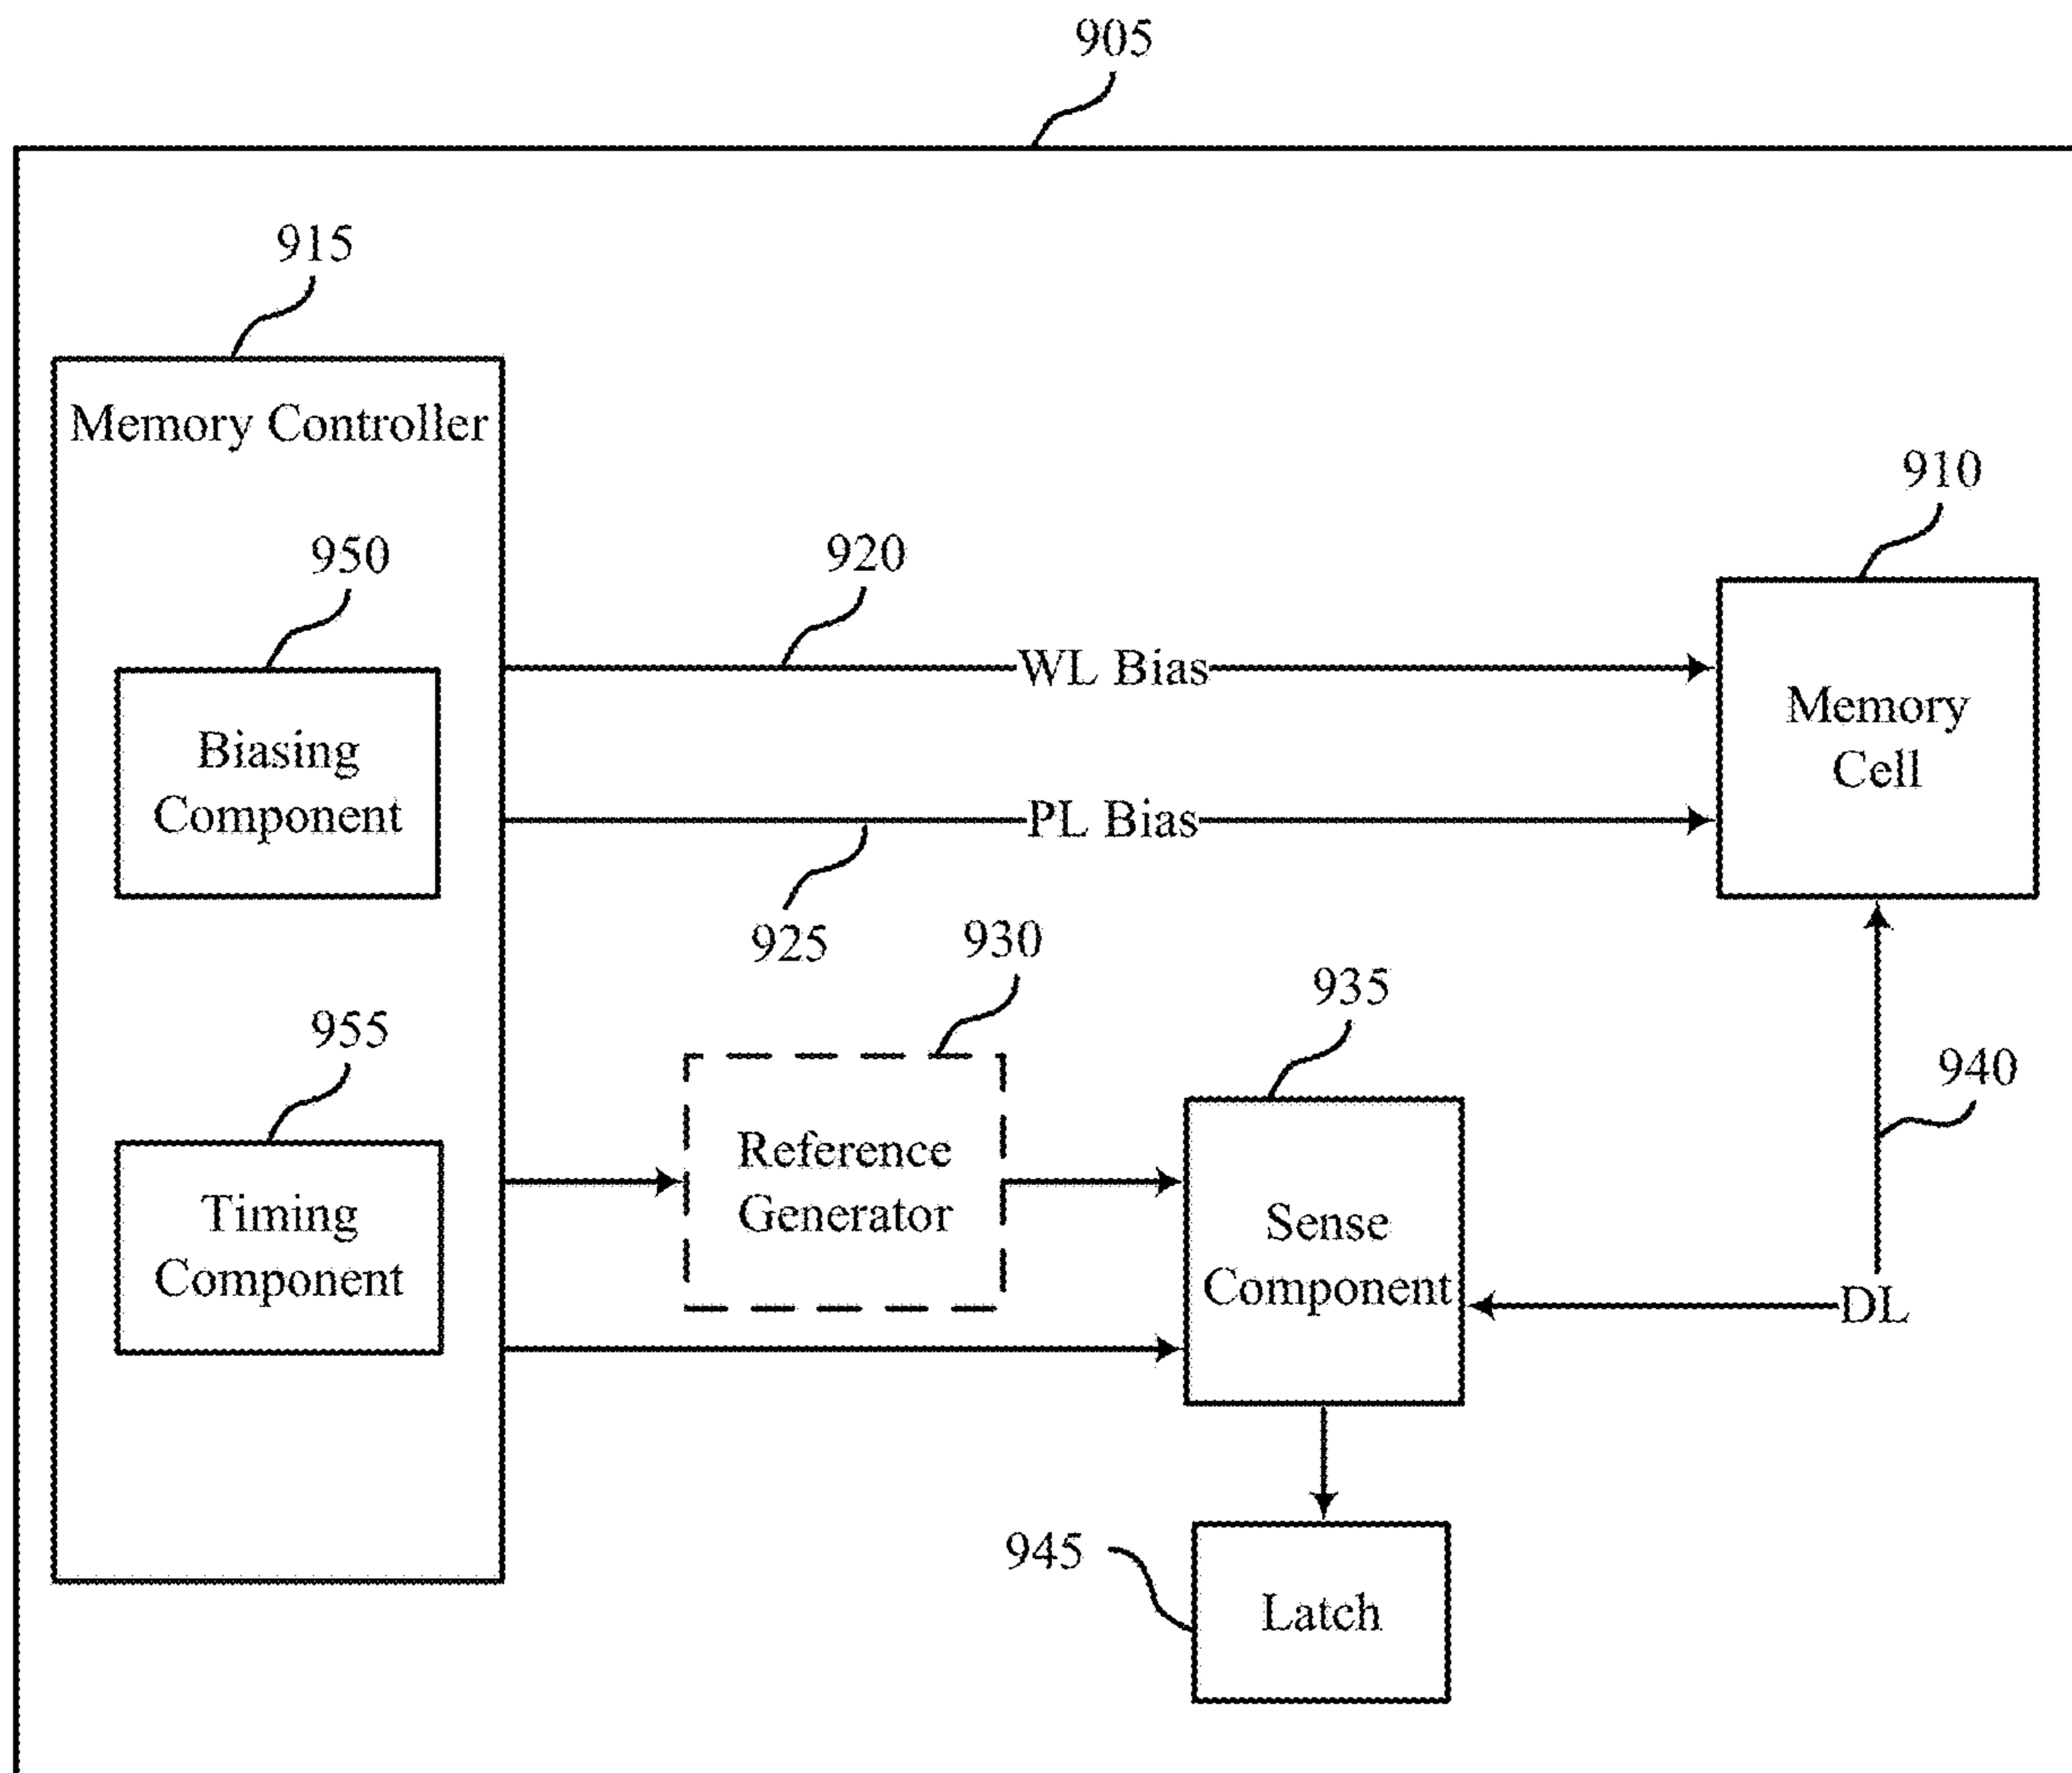 905
915
Memory Controller
910
950
920
WL Bias
Memory
Cell
Biasing
Component
PL Bias
925
930
935
955
940
Reference
Generator
Timing
Component
Sense
Component
DL
945
Latch